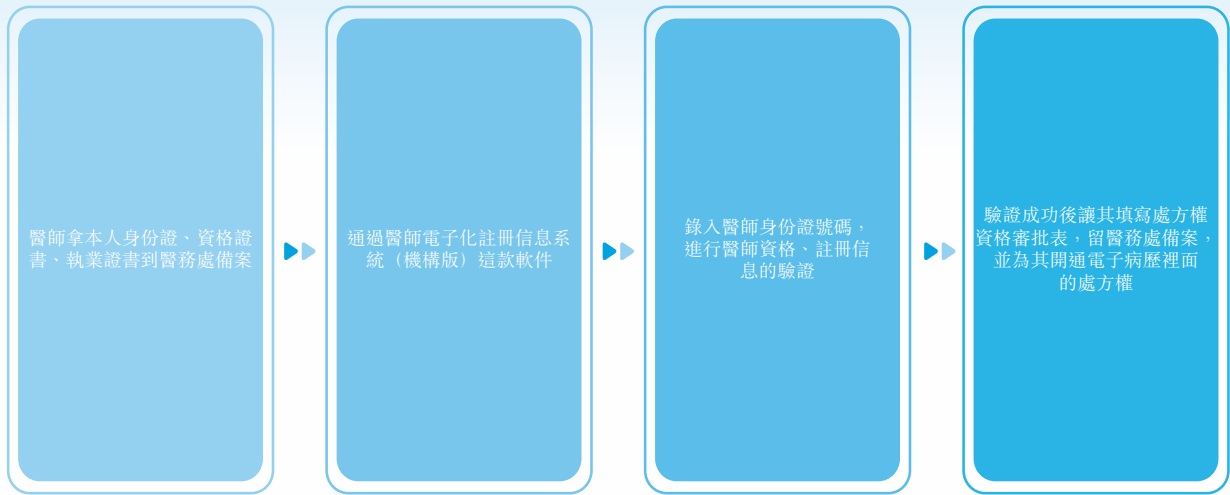 醫師拿本人身份證、資格證
書、執業證書到醫務處備案
通過醫師電子化註冊信息系
統（機構版）這款軟件
錄入醫師身份證號碼，
進行醫師資格、註冊信
息的驗證
驗證成功後讓其填寫處方權
資格審批表，留醫務處備案，
並為其開通電子病歷裡面
的處方權